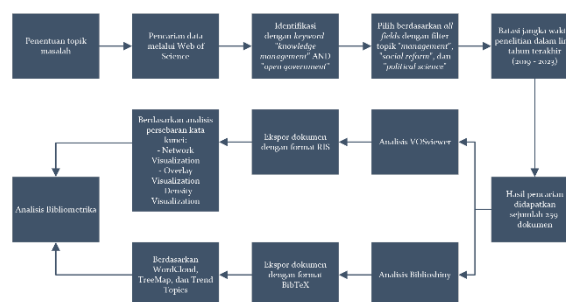 Penentuan topik
masalah
Pencarian data
melalui Web of
Science
Identifikasi
dengan keyword
"knowledge
management" AND
"open government"
Pilih berdasarkan all
fields dengan filter
topik "management",
"social reform", dan
"political science"
Batasi jangka waktu
penelitian dalam lima
tahun terakhir
(2019 - 2023)
Berdasarkan analisis
persebaran kata
kunci:
- Network
Visualization
- Overlay
Visualization
Density
Visualization
Ekspor dokumen
dengan format RIS
Analisis VOSviewer
Analisis Bibliometrika
Hasil pencarian
didapatkan
sejumlah 259
dokumen
Berdasarkan
WordCloud,
TreeMap, dan Trend
Topics
Ekspor dokumen
dengan format
BibTeX
Analisis Biblioshiny